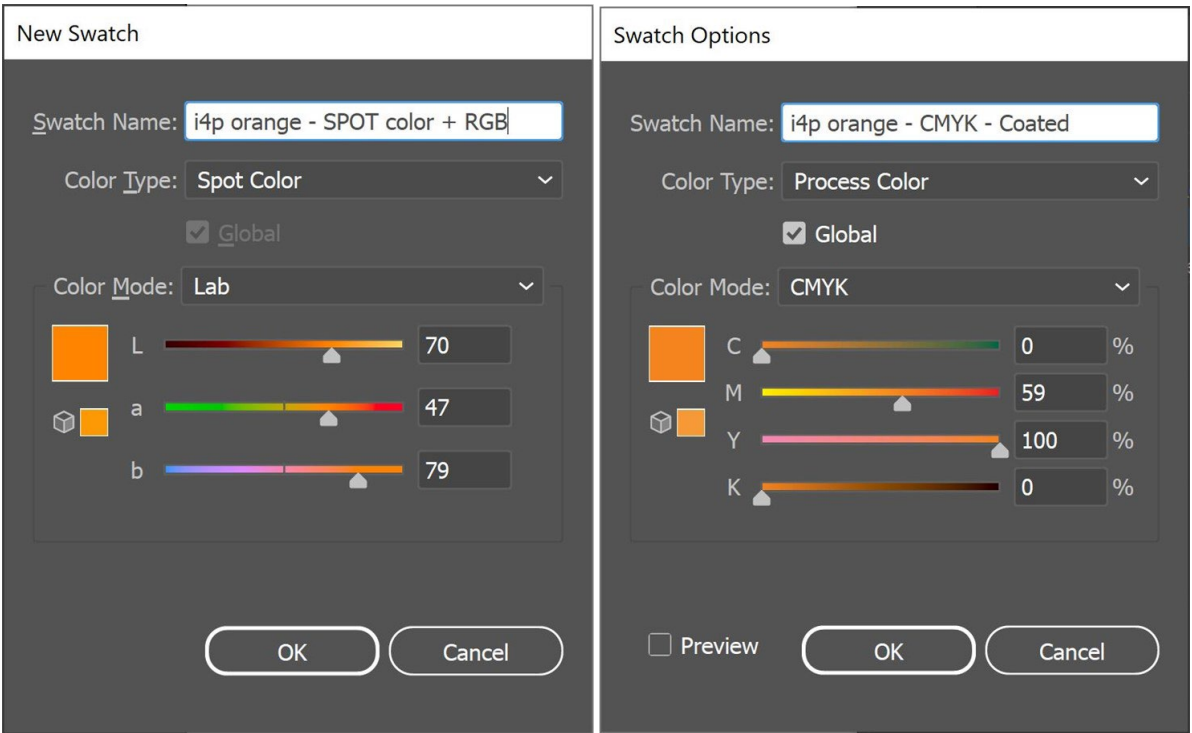 New Swatch
Swatch Name: i4p orange - SPOT color + RGB
Color Type: Spot Color
Global
Color Mode: Lab
L 70
a 47
b 79
OK Cancel
Swatch Options
Swatch Name: i4p orange - CMYK - Coated
Color Type: Process Color
Global
Color Mode: CMYK
C 0 %
M 59 %
Y 100 %
K 0 %
Preview OK Cancel